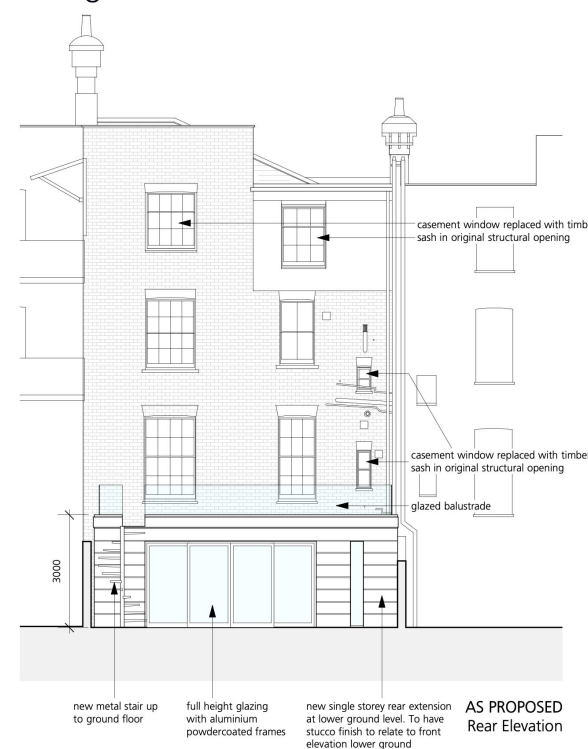 casement window replaced with timb
sash in original structural opening
casement window replaced with timbe
sash in original structural opening
glazed balustrade
3000
new metal stair up
to ground floor
full height glazing
with aluminium
powdercoated frames
new single storey rear extension
at lower ground level. To have
stucco finish to relate to front
elevation lower ground
AS PROPOSED
Rear Elevation